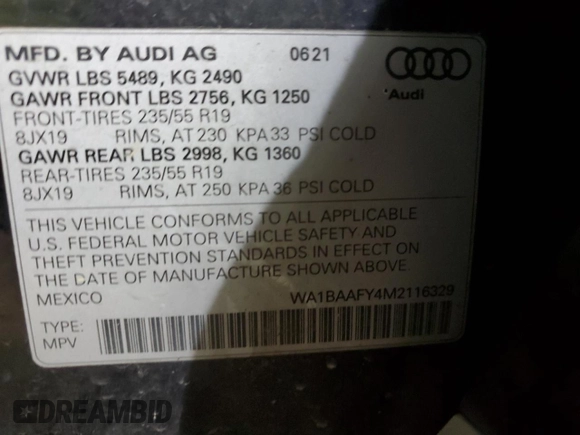 MFD. BY AUDI AG 0621
GVWR LBS 5489, KG 2490
GAWR FRONT LBS 2756, KG 1250
FRONT-TIRES 235/55 R19
8JX19 RIMS, AT 230 KPA 33 PSI COLD
GAWR REAR LBS 2998, KG 1360
REAR-TIRES 235/55 R19
8JX19 RIMS, AT 250 KPA 36 PSI COLD
Audi
THIS VEHICLE CONFORMS TO ALL APPLICABLE
U.S. FEDERAL MOTOR VEHICLE SAFETY AND
THEFT PREVENTION STANDARDS IN EFFECT ON
THE DATE OF MANUFACTURE SHOWN ABOVE.
MEXICO WA1BAAFY4M2116329
TYPE:
MPV
DREAMBID